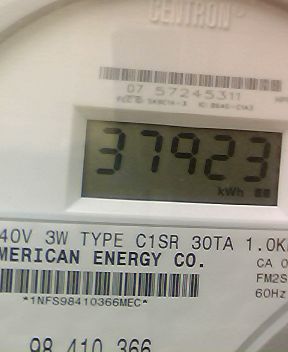 CENTRON®
07 57245311
37923
kWh
40V 3W TYPE C1SR 30TA 1.0K
MERICAN ENERGY CO.
CA 0
FM2S
60Hz
*1NFS98410366MEC*
98 410 366